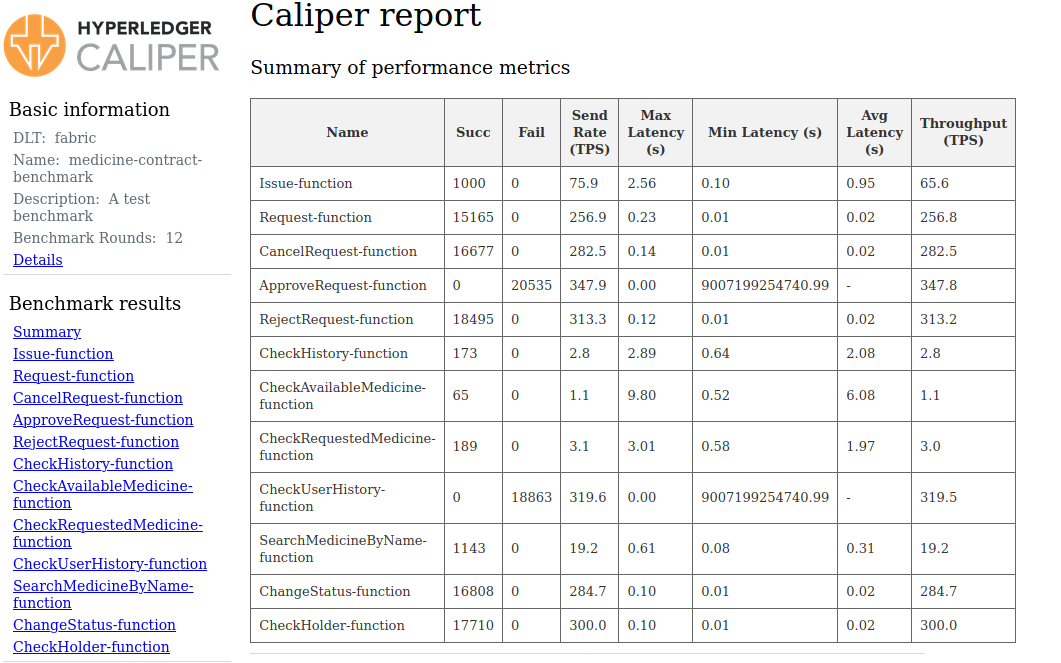 HYPERLEDGER
CALIPER
Basic information
DLT: fabric
Name: medicine-contract-
benchmark
Description: A test
benchmark
Benchmark Rounds: 12
Details
Benchmark results
Summary
Issue-function
Request-function
CancelRequest-function
ApproveRequest-function
RejectRequest-function
CheckHistory-function
CheckAvailableMedicine-
function
CheckRequestedMedicine-
function
CheckUserHistory-function
SearchMedicineByName-
function
ChangeStatus-function
CheckHolder-function
Caliper report
Summary of performance metrics
Name Succ Fail Send Rate (TPS) Max Latency (s) Min Latency (s) Avg Latency (s) Throughput (TPS)
Issue-function 1000 0 75.9 2.56 0.10 0.95 65.6
Request-function 15165 0 256.9 0.23 0.01 0.02 256.8
CancelRequest-function 16677 0 282.5 0.14 0.01 0.02 282.5
ApproveRequest-function 0 20535 347.9 0.00 9007199254740.99 - 347.8
RejectRequest-function 18495 0 313.3 0.12 0.01 0.02 313.2
CheckHistory-function 173 0 2.8 2.89 0.64 2.08 2.8
CheckAvailableMedicine-function 65 0 1.1 9.80 0.52 6.08 1.1
CheckRequestedMedicine-function 189 0 3.1 3.01 0.58 1.97 3.0
CheckUserHistory-function 0 18863 319.6 0.00 9007199254740.99 - 319.5
SearchMedicineByName-function 1143 0 19.2 0.61 0.08 0.31 19.2
ChangeStatus-function 16808 0 284.7 0.10 0.01 0.02 284.7
CheckHolder-function 17710 0 300.0 0.10 0.01 0.02 300.0